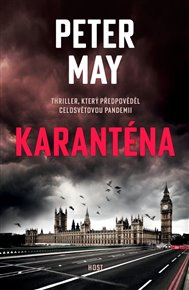 PETER
MAY
THRILLER, KTERÝ PŘEDPOVĚDĚL
CELOSVĚTOVOU PANDEMII
KARANTÉNA
HOST